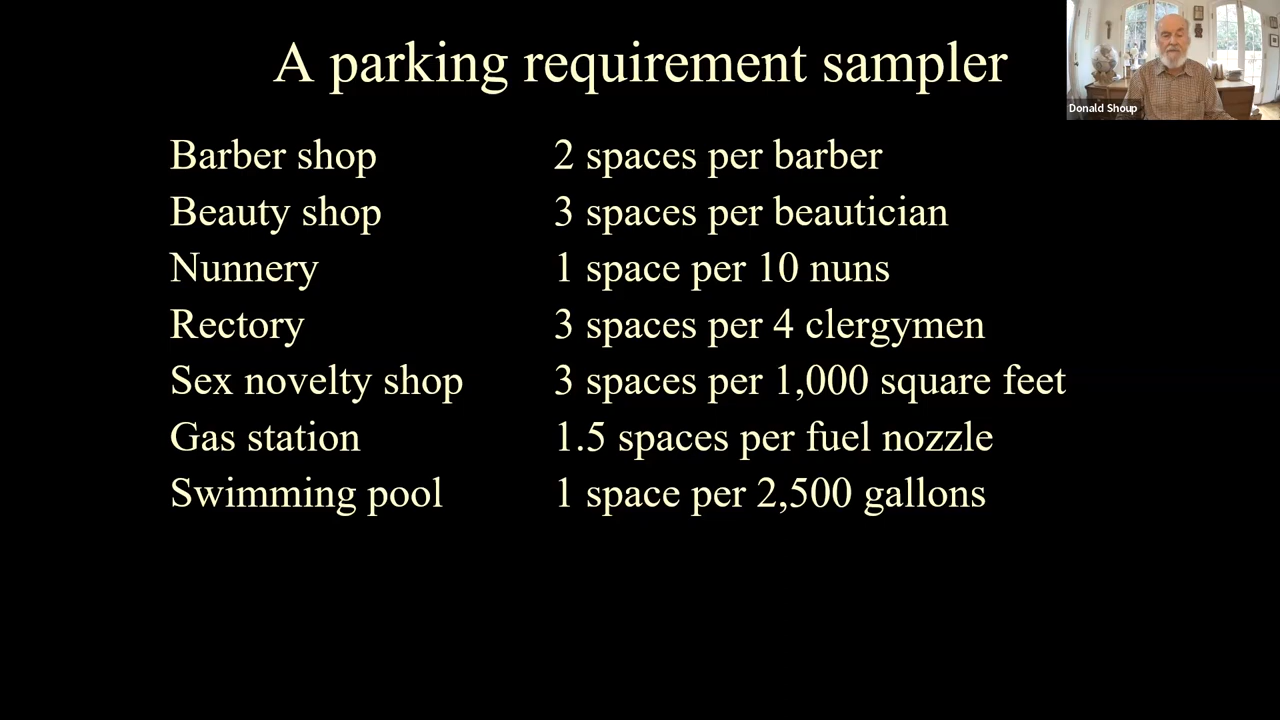 A parking requirement sampler
Donald Shoup
Barber shop 2 spaces per barber
Beauty shop 3 spaces per beautician
Nunnery 1 space per 10 nuns
Rectory 3 spaces per 4 clergymen
Sex novelty shop 3 spaces per 1,000 square feet
Gas station 1.5 spaces per fuel nozzle
Swimming pool 1 space per 2,500 gallons